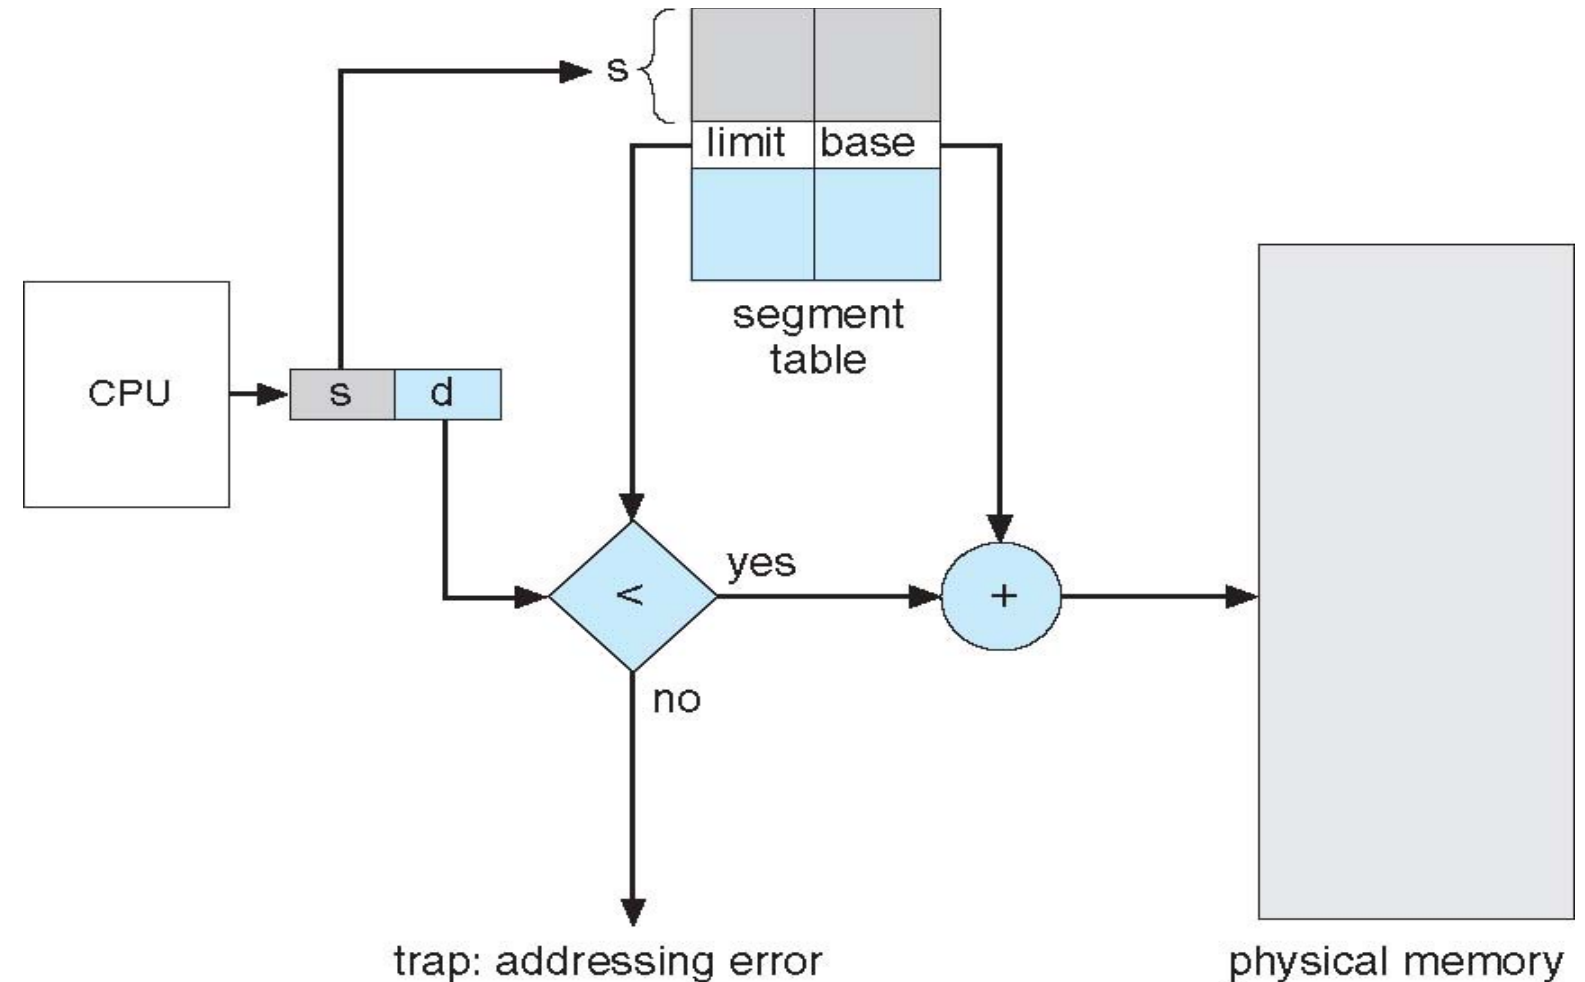 s
limit base
segment
table
CPU
s d
yes
<
+
no
trap: addressing error
physical memory